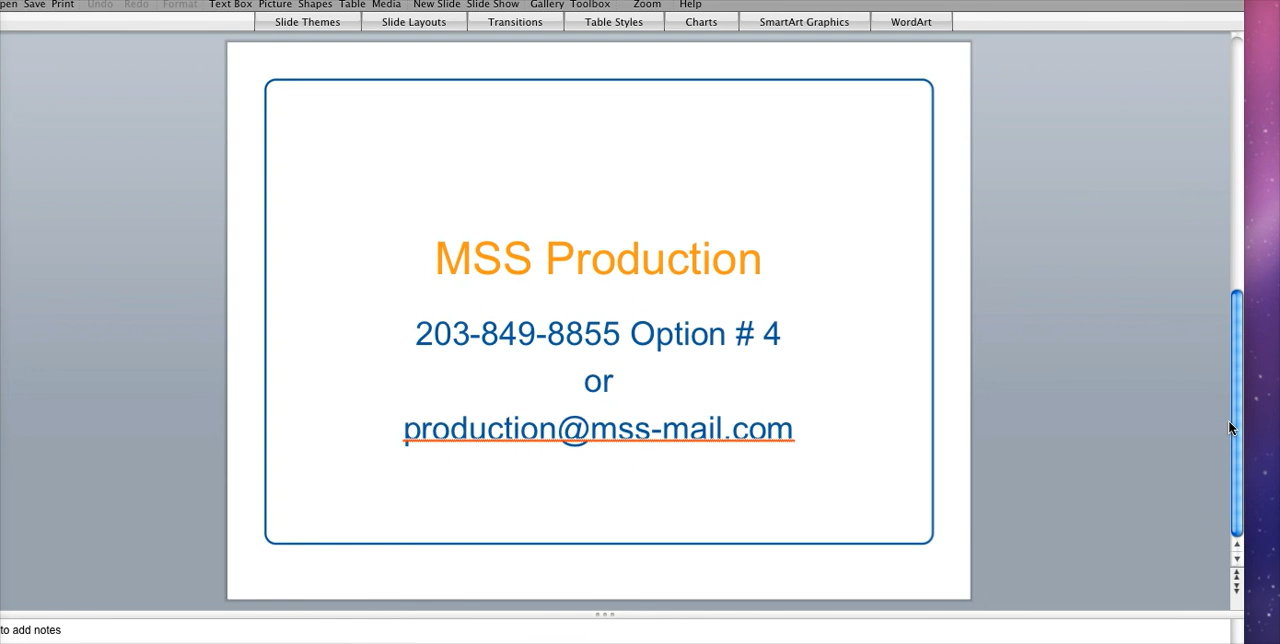 pen Save Print Undo Redo Format Text Box Picture Shapes Table Media New Slide Slide Show Gallery Toolbox Zoom Help
Slide Themes Slide Layouts Transitions Table Styles Charts SmartArt Graphics WordArt
MSS Production
203-849-8855 Option # 4
or
production@mss-mail.com
to add notes